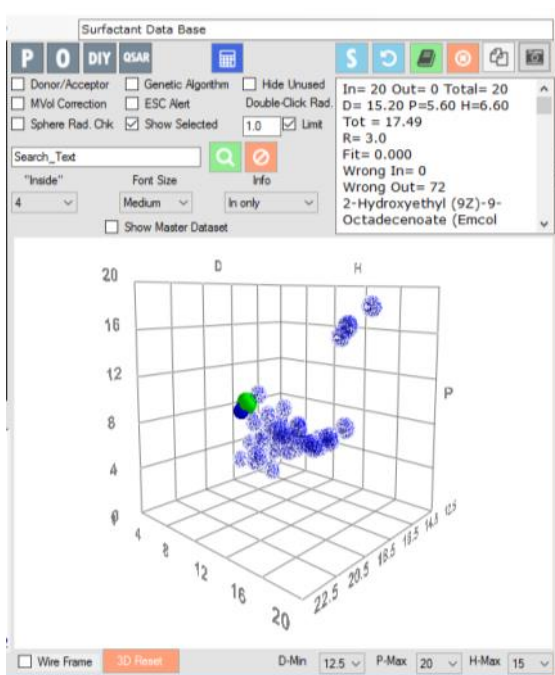 Surfactant Data Base
P O DIY QSAR S
Donor/Acceptor Genetic Algorithm Hide Unused
MVol Correction ESC Alert Double-Click Rad.
Sphere Rad. Chk Show Selected 1.0 Limit
Search_Text
"Inside" Font Size Info
4 Medium In only
Show Master Dataset
In= 20 Out= 0 Total= 20
D= 15.20 P=5.60 H=6.60
Tot = 17.49
R= 3.0
Fit= 0.000
Wrong In= 0
Wrong Out= 72
2-Hydroxyethyl (9Z)-9-
Octadecenoate (Emcol
D H
20
16
12
8
4
P
4
8
12
16
20
22.5 20.5 18.5 16.5 14.5 12.5
Wire Frame 3D Reset D-Min 12.5 P-Max 20 H-Max 15